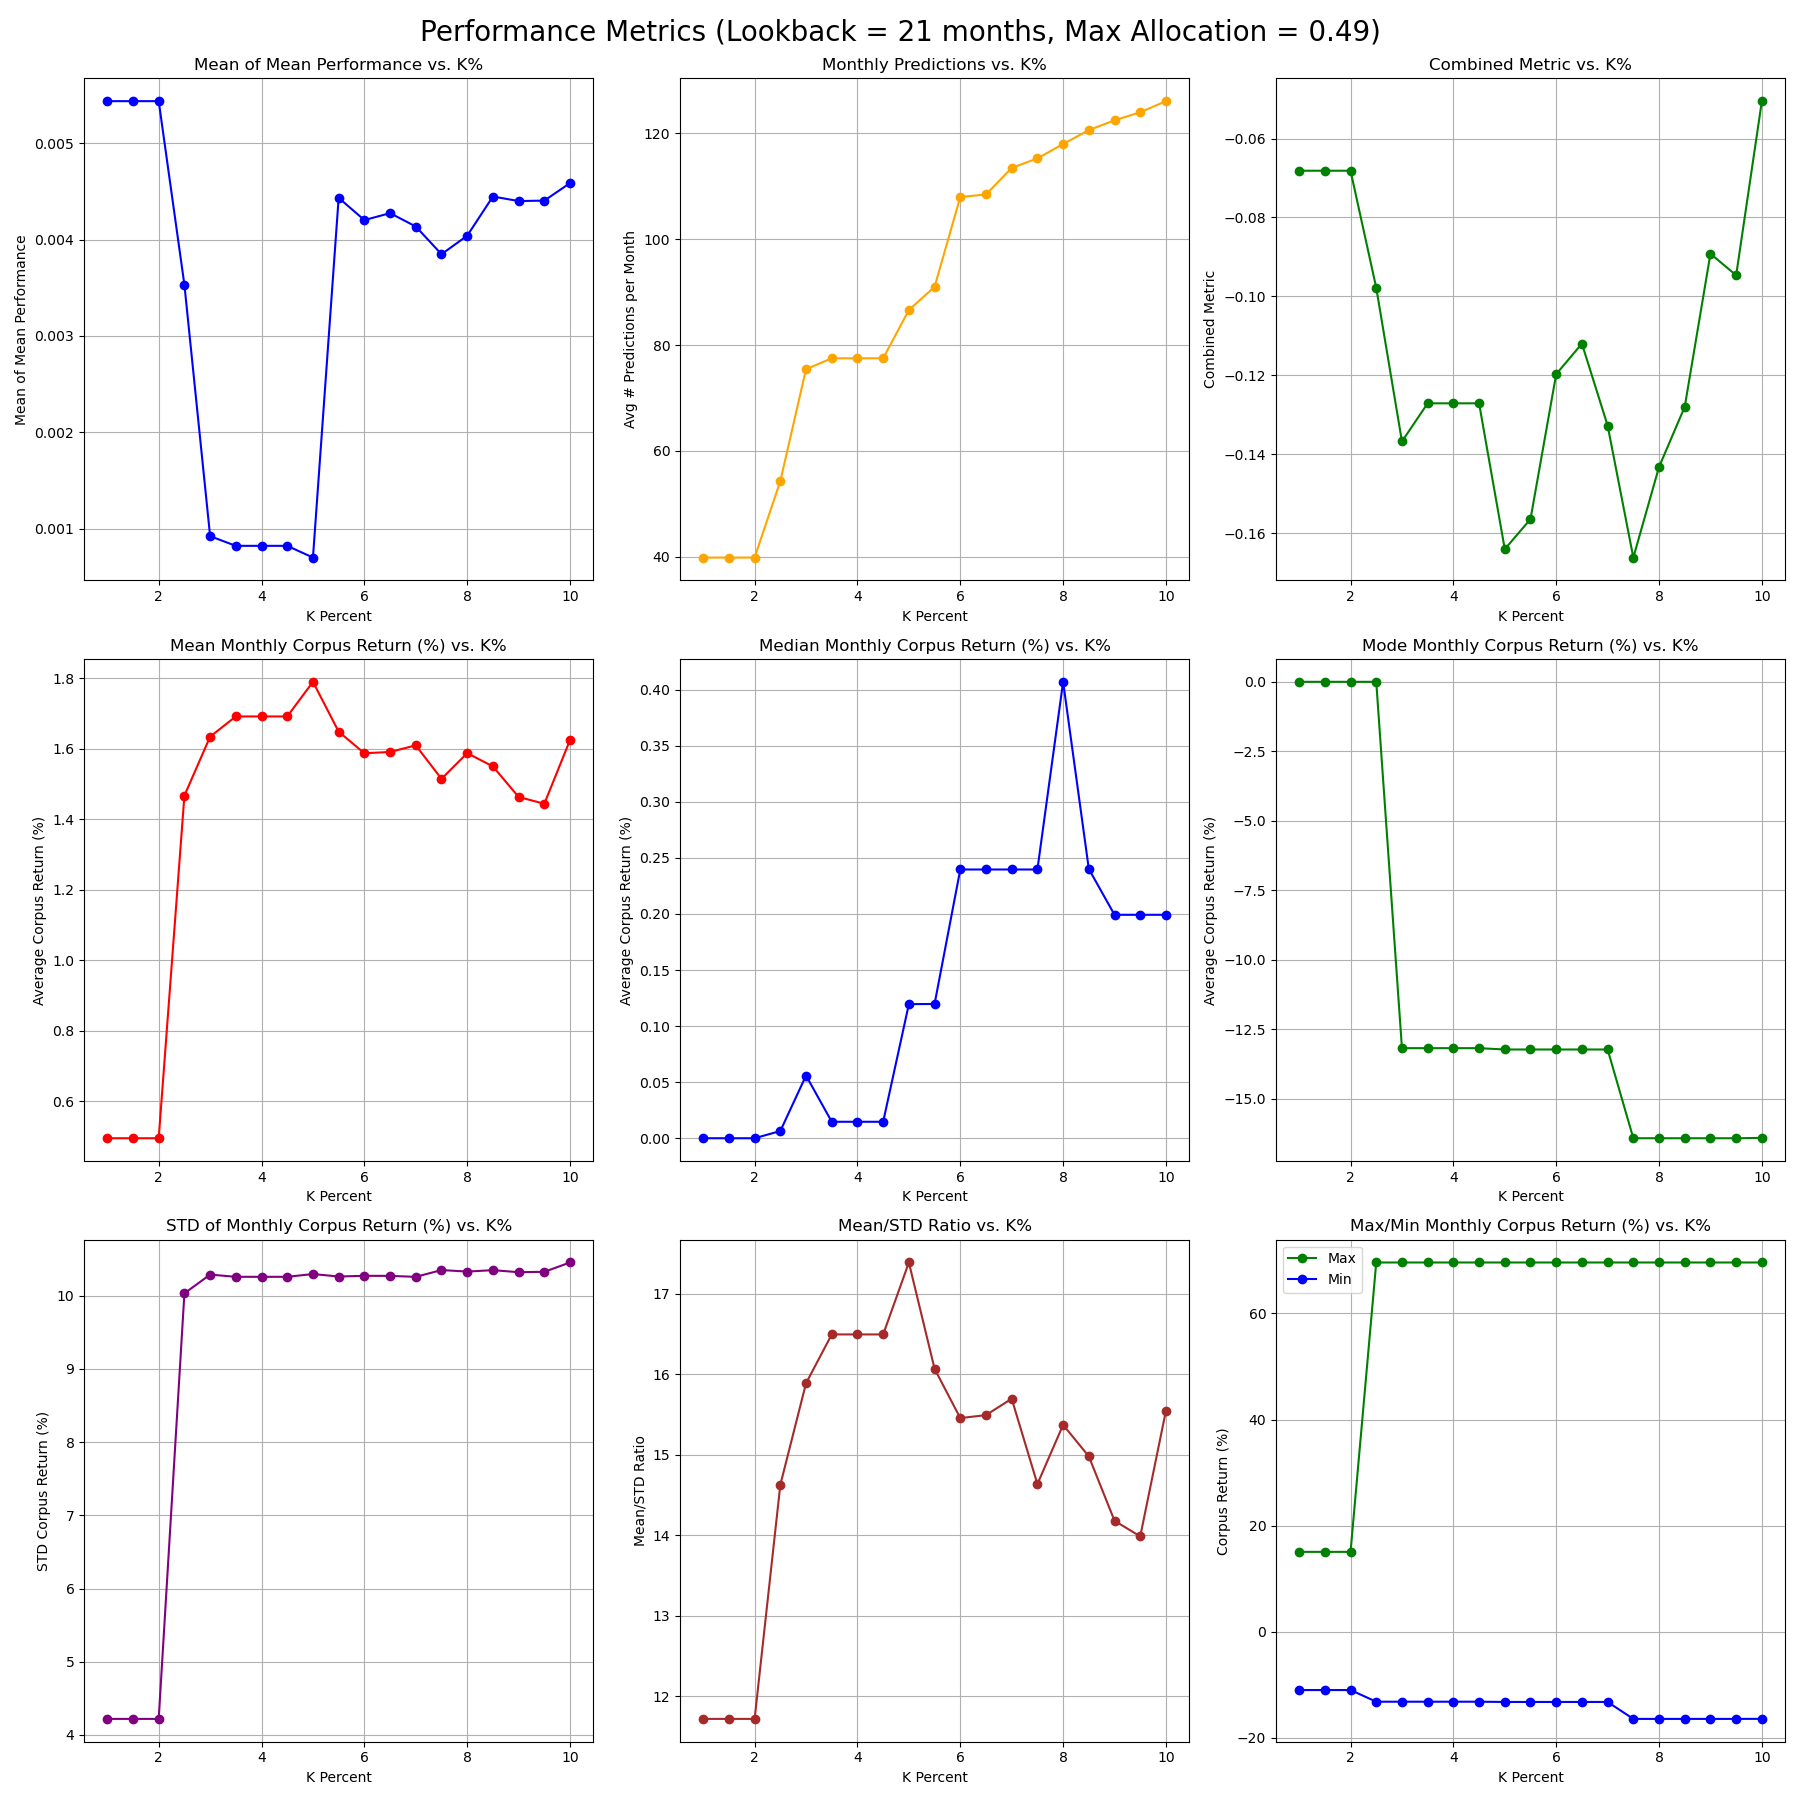 Performance Metrics (Lookback = 21 months, Max Allocation = 0.49)
Mean of Mean Performance vs. K%
Mean of Mean Performance
0.005
0.004
0.003
0.002
0.001
2 4 6 8 10
K Percent
Monthly Predictions vs. K%
Avg # Predictions per Month
120
100
80
60
40
2 4 6 8 10
K Percent
Combined Metric vs. K%
Combined Metric
−0.06
−0.08
−0.10
−0.12
−0.14
−0.16
2 4 6 8 10
K Percent
Mean Monthly Corpus Return (%) vs. K%
Average Corpus Return (%)
1.8
1.6
1.4
1.2
1.0
0.8
0.6
2 4 6 8 10
K Percent
Median Monthly Corpus Return (%) vs. K%
Average Corpus Return (%)
0.40
0.35
0.30
0.25
0.20
0.15
0.10
0.05
0.00
2 4 6 8 10
K Percent
Mode Monthly Corpus Return (%) vs. K%
Average Corpus Return (%)
0.0
−2.5
−5.0
−7.5
−10.0
−12.5
−15.0
2 4 6 8 10
K Percent
STD of Monthly Corpus Return (%) vs. K%
STD Corpus Return (%)
10
9
8
7
6
5
4
2 4 6 8 10
K Percent
Mean/STD Ratio vs. K%
Mean/STD Ratio
17
16
15
14
13
12
2 4 6 8 10
K Percent
Max/Min Monthly Corpus Return (%) vs. K%
Max
Min
Corpus Return (%)
60
40
20
0
−20
2 4 6 8 10
K Percent